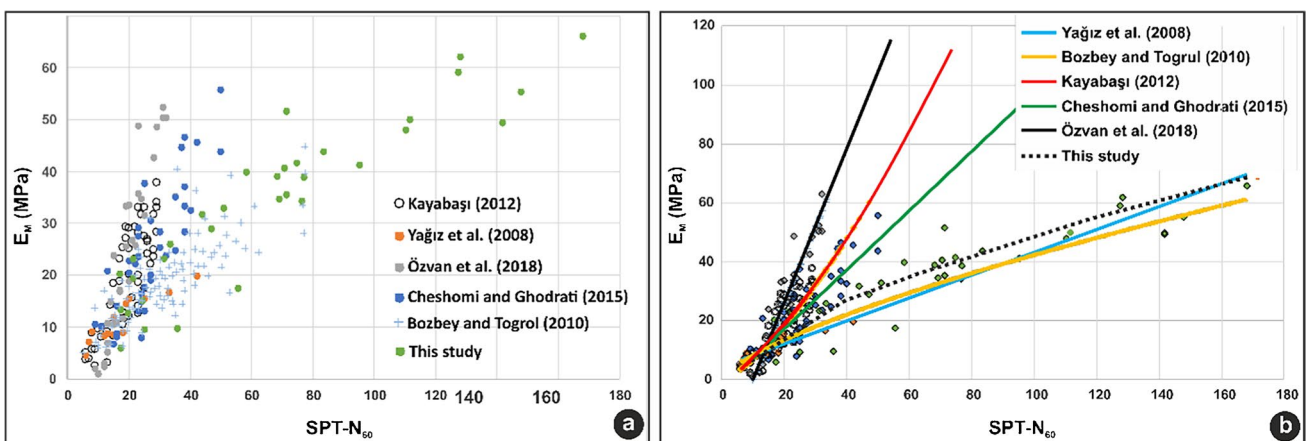 60
50
40
30
20
10
0
E_M (MPa)
0 20 40 60 80 100 120 140 160 180
SPT-N_60
Kayabaşı (2012)
Yağız et al. (2008)
Özvan et al. (2018)
Cheshomi and Ghodrati (2015)
Bozbey and Togrol (2010)
This study
a
120
100
80
60
40
20
0
E_M (MPa)
0 20 40 60 80 100 120 140 160 180
SPT-N_60
Yağız et al. (2008)
Bozbey and Togrul (2010)
Kayabaşı (2012)
Cheshomi and Ghodrati (2015)
Özvan et al. (2018)
This study
b